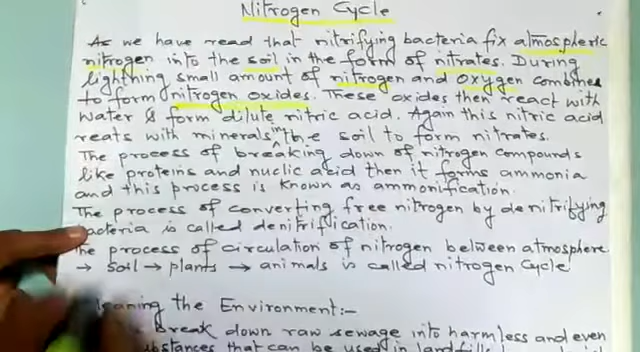 Nitrogen Cycle
As we have read that nitrifying bacteria fix atmospheric
nitrogen into the soil in the form of nitrates. During
lightning small amount of nitrogen and oxygen combines
to form nitrogen oxides. These oxides then react with
water & form dilute nitric acid. Again this nitric acid
reats with minerals in the soil to form nitrates.
The process of breaking down of nitrogen compounds
like proteins and nuclic acid then it forms ammonia
and this process is known as ammonification.
The process of converting free nitrogen by denitrifying
bacteria is called denitrification.
The process of circulation of nitrogen between atmosphere
→ soil → plants → animals is called nitrogen cycle
Cleaning the Environment:-
break down raw sewage into harmless and even
substances that can be used in